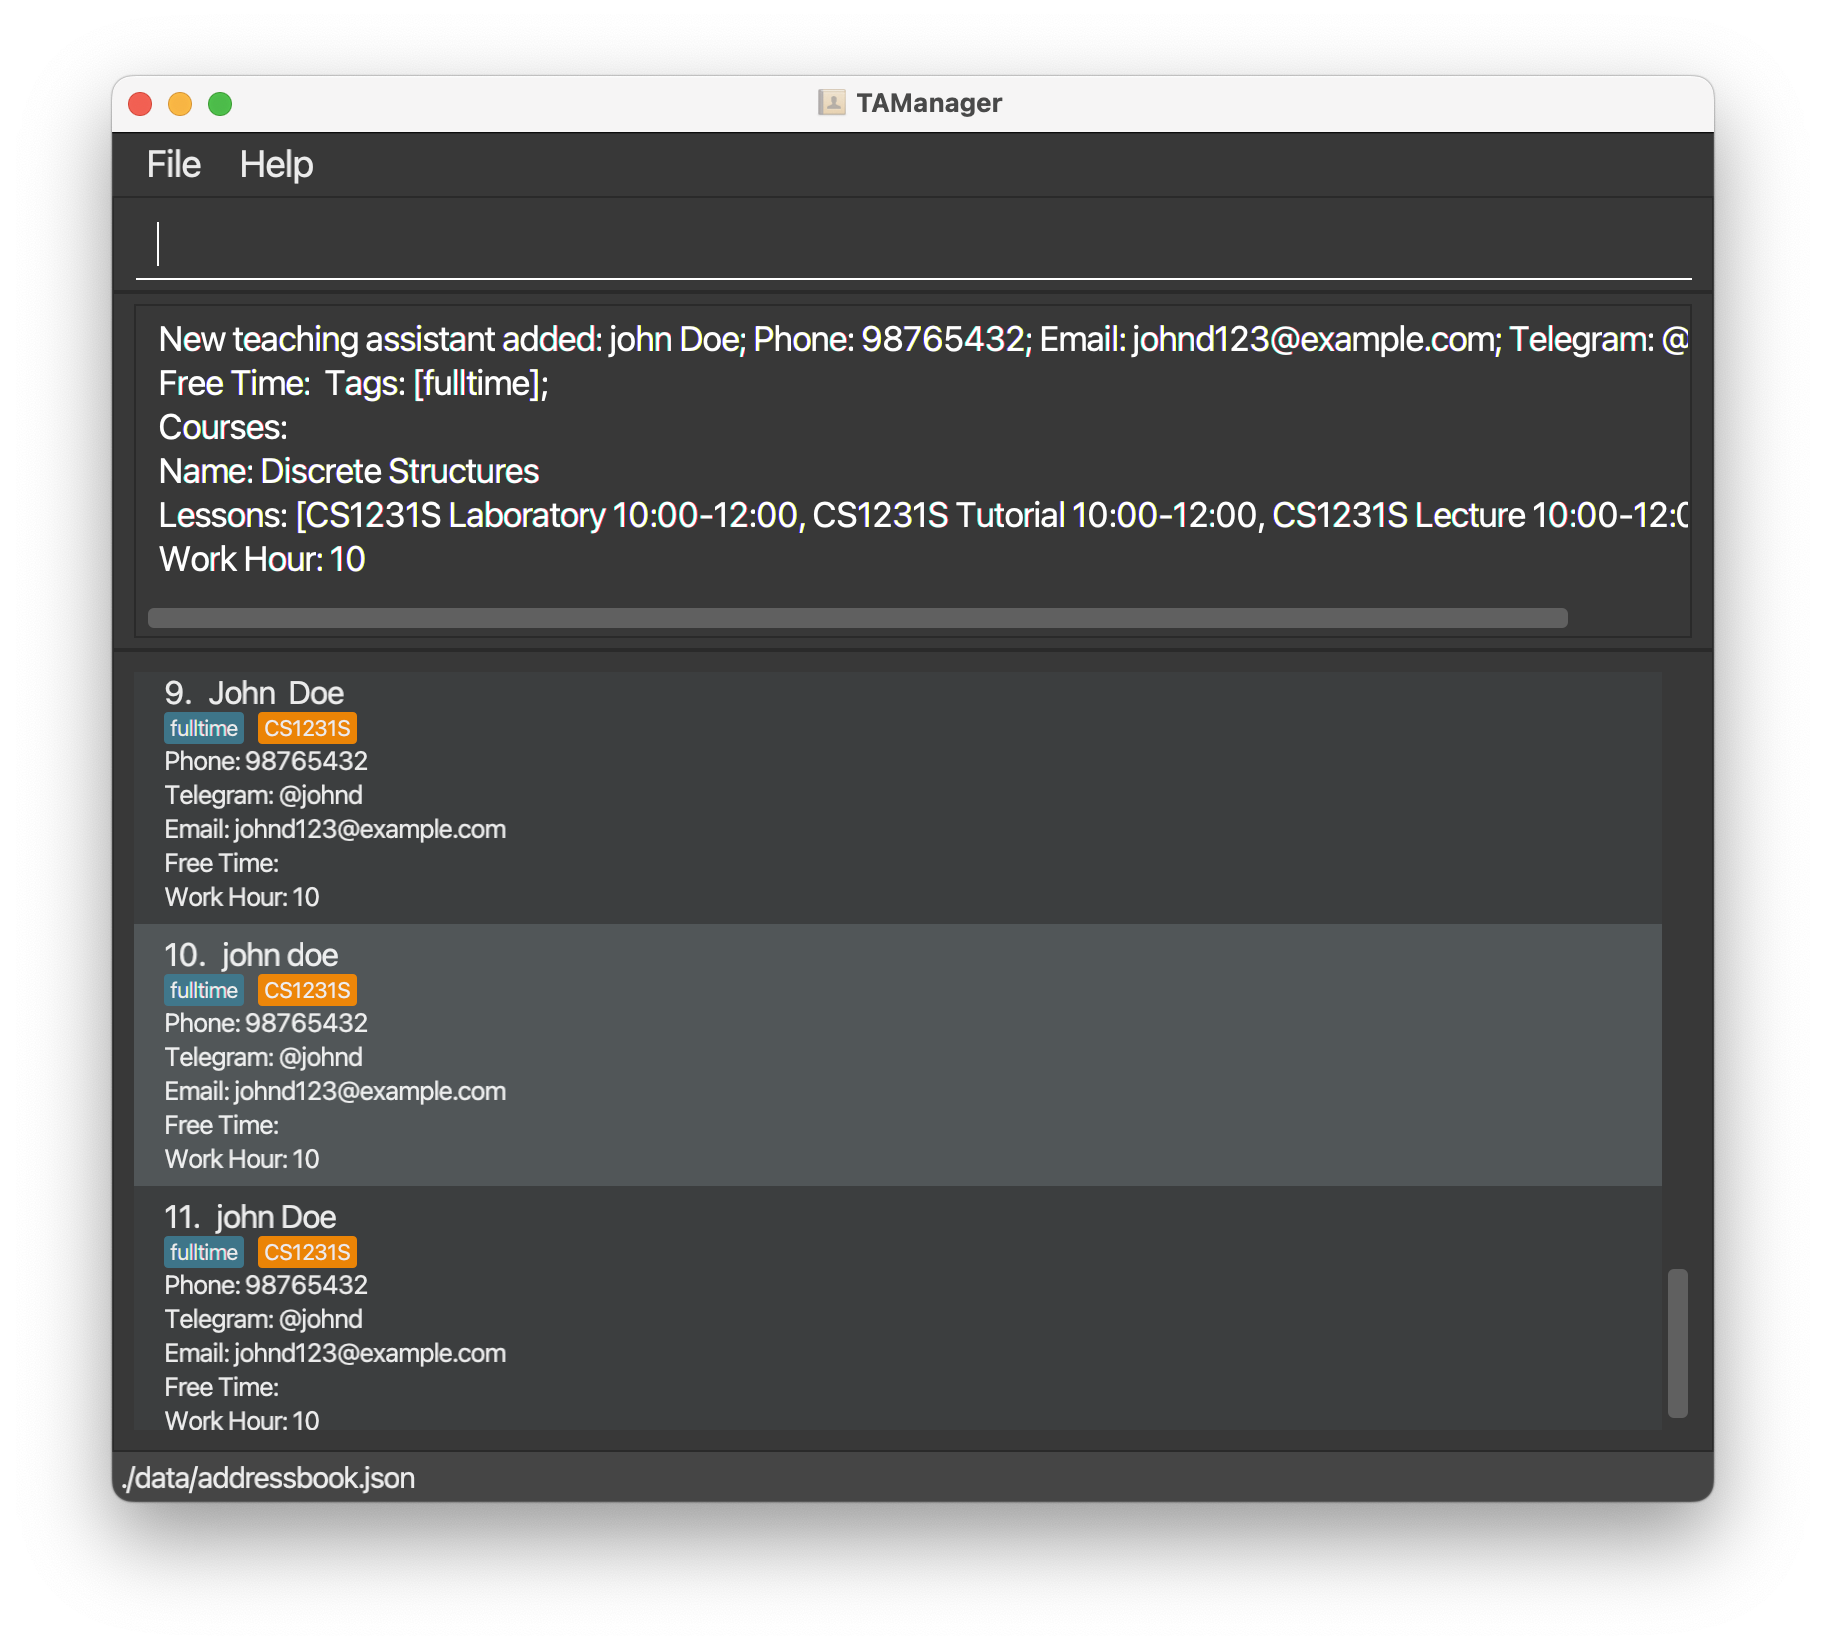 TAManager
File Help
New teaching assistant added: john Doe; Phone: 98765432; Email: johnd123@example.com; Telegram: @
Free Time:  Tags: [fulltime];
Courses:
Name: Discrete Structures
Lessons: [CS1231S Laboratory 10:00-12:00, CS1231S Tutorial 10:00-12:00, CS1231S Lecture 10:00-12:0
Work Hour: 10
9. John  Doe
fulltime CS1231S
Phone: 98765432
Telegram: @johnd
Email: johnd123@example.com
Free Time:
Work Hour: 10
10. john doe
fulltime CS1231S
Phone: 98765432
Telegram: @johnd
Email: johnd123@example.com
Free Time:
Work Hour: 10
11. john Doe
fulltime CS1231S
Phone: 98765432
Telegram: @johnd
Email: johnd123@example.com
Free Time:
Work Hour: 10
./data/addressbook.json